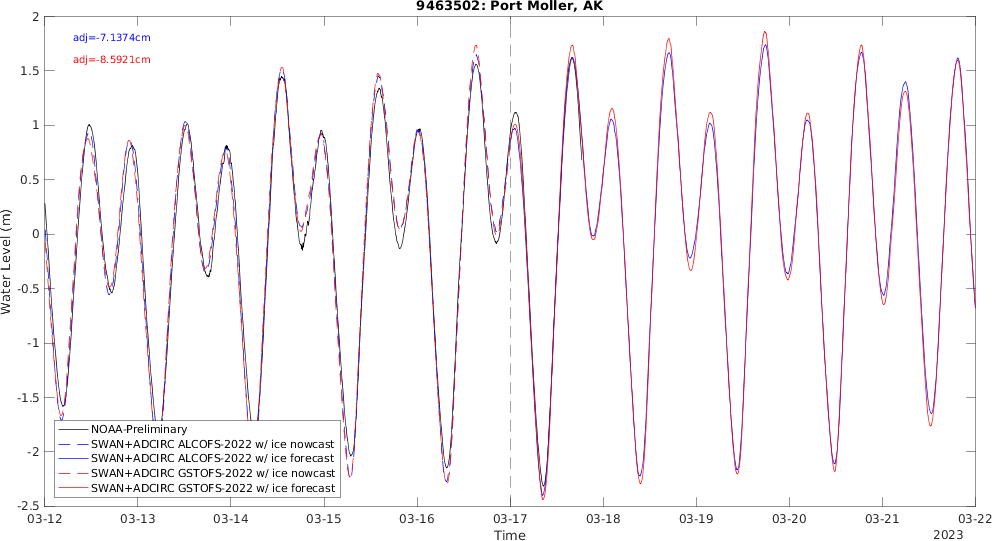 9463502: Port Moller, AK
adj=-7.1374cm
adj=-8.5921cm
2
1.5
1
0.5
0
-0.5
-1
-1.5
-2
-2.5
Water Level (m)
NOAA-Preliminary
SWAN+ADCIRC ALCOFS-2022 w/ ice nowcast
SWAN+ADCIRC ALCOFS-2022 w/ ice forecast
SWAN+ADCIRC GSTOFS-2022 w/ ice nowcast
SWAN+ADCIRC GSTOFS-2022 w/ ice forecast
03-12 03-13 03-14 03-15 03-16 03-17 03-18 03-19 03-20 03-21 03-22
Time
2023